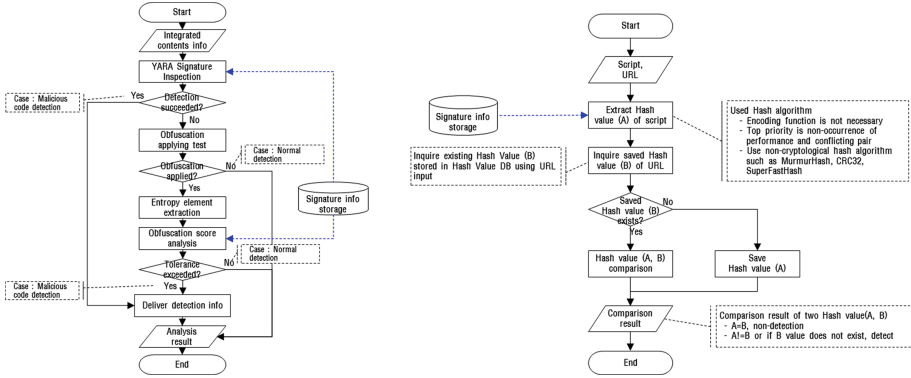 Start
Integrated
contents info
YARA Signature
Inspection
Case : Malicious
code detection
Yes
Detection
succeeded?
No
Obfuscation
applying test
Case : Normal
detection
Obfuscation
applied?
No
Yes
Entropy element
extraction
Signature info
storage
Obfuscation score
analysis
Case : Normal
detection
No
Tolerance
exceeded?
Case : Malicious
code detection
Yes
Deliver detection info
Analysis
result
End
Start
Script,
URL
Signature info
storage
Extract Hash
value (A) of script
Used Hash algorithm
- Encoding function is not necessary
- Top priority is non-occurrence of
performance and conflicting pair
- Use non-cryptological hash algorithm
such as MurmurHash, CRC32,
SuperFastHash
Inquire existing Hash Value (B)
stored in Hash Value DB using URL
input
Inquire saved Hash
value (B) of URL
Saved
Hash value (B)
exists?
No
Yes
Hash value (A, B)
comparison
Save
Hash value (A)
Comparison
result
Comparison result of two Hash value(A, B)
- A=B, non-detection
- A!=B or if B value does not exist, detect
End